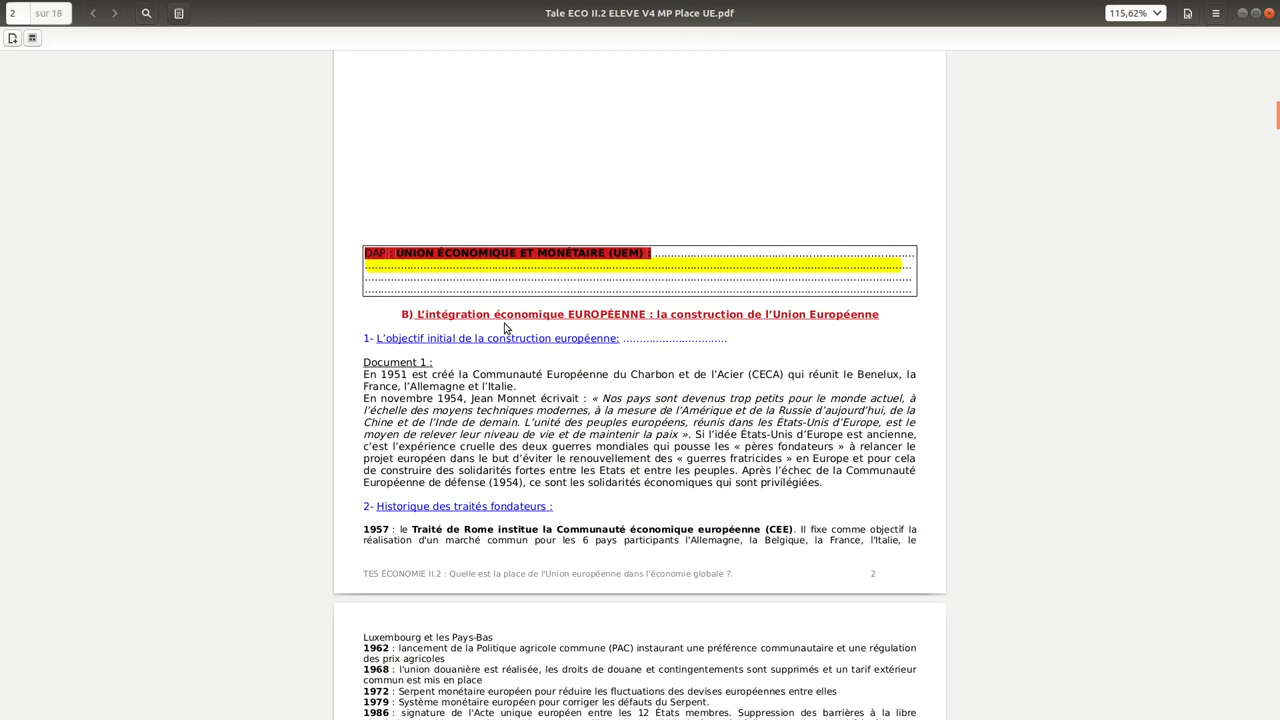 2 sur 18 Tale ECO II.2 ELEVE V4 MP Place UE.pdf 115,62%
DAP : UNION ÉCONOMIQUE ET MONÉTAIRE (UEM) : ................................................................................
................................................................................................................................................................
................................................................................................................................................................
................................................................................................................................................................
B) L’intégration économique EUROPÉENNE : la construction de l’Union Européenne
1- L’objectif initial de la construction européenne: ................................
Document 1 :
En 1951 est créé la Communauté Européenne du Charbon et de l’Acier (CECA) qui réunit le Benelux, la
France, l’Allemagne et l’Italie.
En novembre 1954, Jean Monnet écrivait : « Nos pays sont devenus trop petits pour le monde actuel, à
l’échelle des moyens techniques modernes, à la mesure de l’Amérique et de la Russie d’aujourd’hui, de la
Chine et de l’Inde de demain. L’unité des peuples européens, réunis dans les États-Unis d’Europe, est le
moyen de relever leur niveau de vie et de maintenir la paix ». Si l’idée États-Unis d’Europe est ancienne,
c’est l’expérience cruelle des deux guerres mondiales qui pousse les « pères fondateurs » à relancer le
projet européen dans le but d’éviter le renouvellement des « guerres fratricides » en Europe et pour cela
de construire des solidarités fortes entre les Etats et entre les peuples. Après l’échec de la Communauté
Européenne de défense (1954), ce sont les solidarités économiques qui sont privilégiées.
2- Historique des traités fondateurs :
1957 : le Traité de Rome institue la Communauté économique européenne (CEE). Il fixe comme objectif la
réalisation d'un marché commun pour les 6 pays participants l'Allemagne, la Belgique, la France, l'Italie, le
TES ÉCONOMIE II.2 : Quelle est la place de l'Union européenne dans l'économie globale ?. 2
Luxembourg et les Pays-Bas
1962 : lancement de la Politique agricole commune (PAC) instaurant une préférence communautaire et une régulation
des prix agricoles
1968 : l'union douanière est réalisée, les droits de douane et contingentements sont supprimés et un tarif extérieur
commun est mis en place
1972 : Serpent monétaire européen pour réduire les fluctuations des devises européennes entre elles
1979 : Système monétaire européen pour corriger les défauts du Serpent.
1986 : signature de l'Acte unique européen entre les 12 États membres. Suppression des barrières à la libre